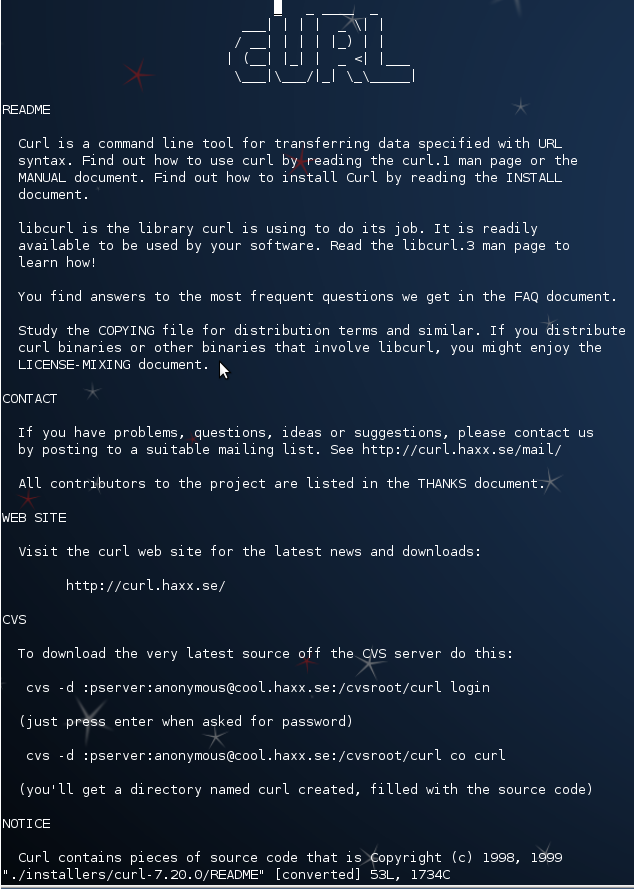 README
Curl is a command line tool for transferring data specified with URL
syntax. Find out how to use curl by reading the curl.1 man page or the
MANUAL document. Find out how to install Curl by reading the INSTALL
document.
libcurl is the library curl is using to do its job. It is readily
available to be used by your software. Read the libcurl.3 man page to
learn how!
You find answers to the most frequent questions we get in the FAQ document.
Study the COPYING file for distribution terms and similar. If you distribute
curl binaries or other binaries that involve libcurl, you might enjoy the
LICENSE-MIXING document.
CONTACT
If you have problems, questions, ideas or suggestions, please contact us
by posting to a suitable mailing list. See http://curl.haxx.se/mail/
All contributors to the project are listed in the THANKS document.
WEB SITE
Visit the curl web site for the latest news and downloads:
http://curl.haxx.se/
CVS
To download the very latest source off the CVS server do this:
cvs -d :pserver:anonymous@cool.haxx.se:/cvsroot/curl login
(just press enter when asked for password)
cvs -d :pserver:anonymous@cool.haxx.se:/cvsroot/curl co curl
(you'll get a directory named curl created, filled with the source code)
NOTICE
Curl contains pieces of source code that is Copyright (c) 1998, 1999
"./installers/curl-7.20.0/README" [converted] 53L, 1734C